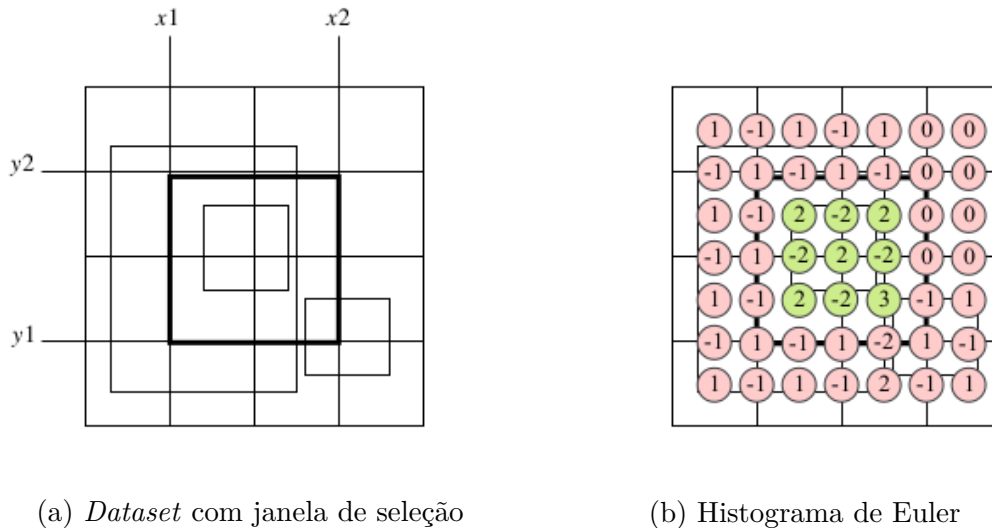 x1 x2
y2
y1
1 -1 1 -1 1 0 0
-1 1 -1 1 -1 0 0
1 -1 2 -2 2 0 0
-1 1 -2 2 -2 0 0
1 -1 2 -2 3 -1 1
-1 1 -1 1 -2 1 -1
1 -1 1 -1 2 -1 1
(a) Dataset com janela de seleção
(b) Histograma de Euler